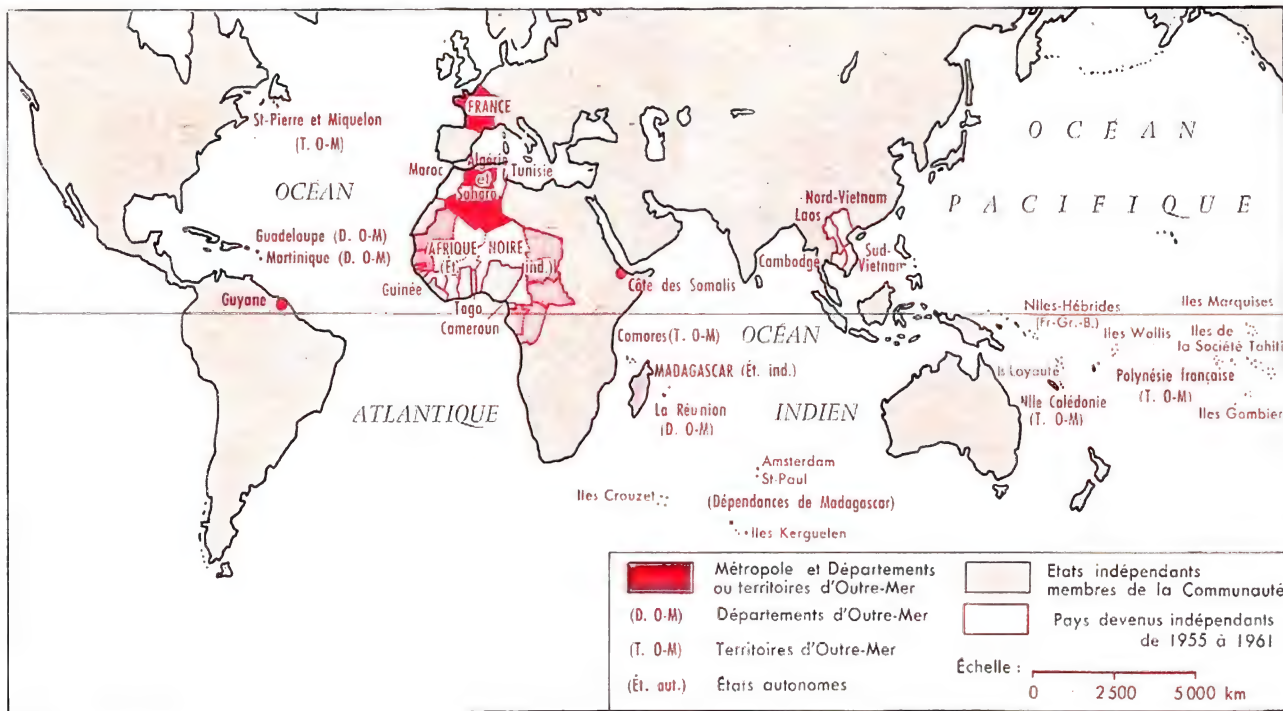 FRANCE
St-Pierre et Miquelon
(T. O-M)
OCÉAN
PACIFIQUE
Algérie
et
Sahara
Maroc
Tunisie
OCÉAN
Nord-Vietnam
Laos
Guadeloupe (D. O-M)
Martinique (D. O-M)
AFRIQUE NOIRE
(Ét. ind.)
Cambodge
Sud-
Vietnam
Guyane
Guinée
Côte des Somalis
Togo
Cameroun
Nlles-Hébrides
(Fr-Gr.-B.)
Iles Marquises
Comores (T. O-M)
OCÉAN
INDIEN
Iles Wallis
Iles de
la Société Tahiti
MADAGASCAR (Ét. ind.)
Is Loyauté
Polynésie française
(T. O-M)
ATLANTIQUE
La Réunion
(D. O-M)
Nlle Calédonie
(T. O-M)
Iles Gambier
Amsterdam
St-Paul
Iles Crouzet
(Dépendances de Madagascar)
Iles Kerguelen
Métropole et Départements
ou territoires d'Outre-Mer
(D. O-M) Départements d'Outre-Mer
(T. O-M) Territoires d'Outre-Mer
(Ét. aut.) États autonomes
Etats indépendants
membres de la Communauté
Pays devenus indépendants
de 1955 à 1961
Échelle :
0 2 500 5 000 km